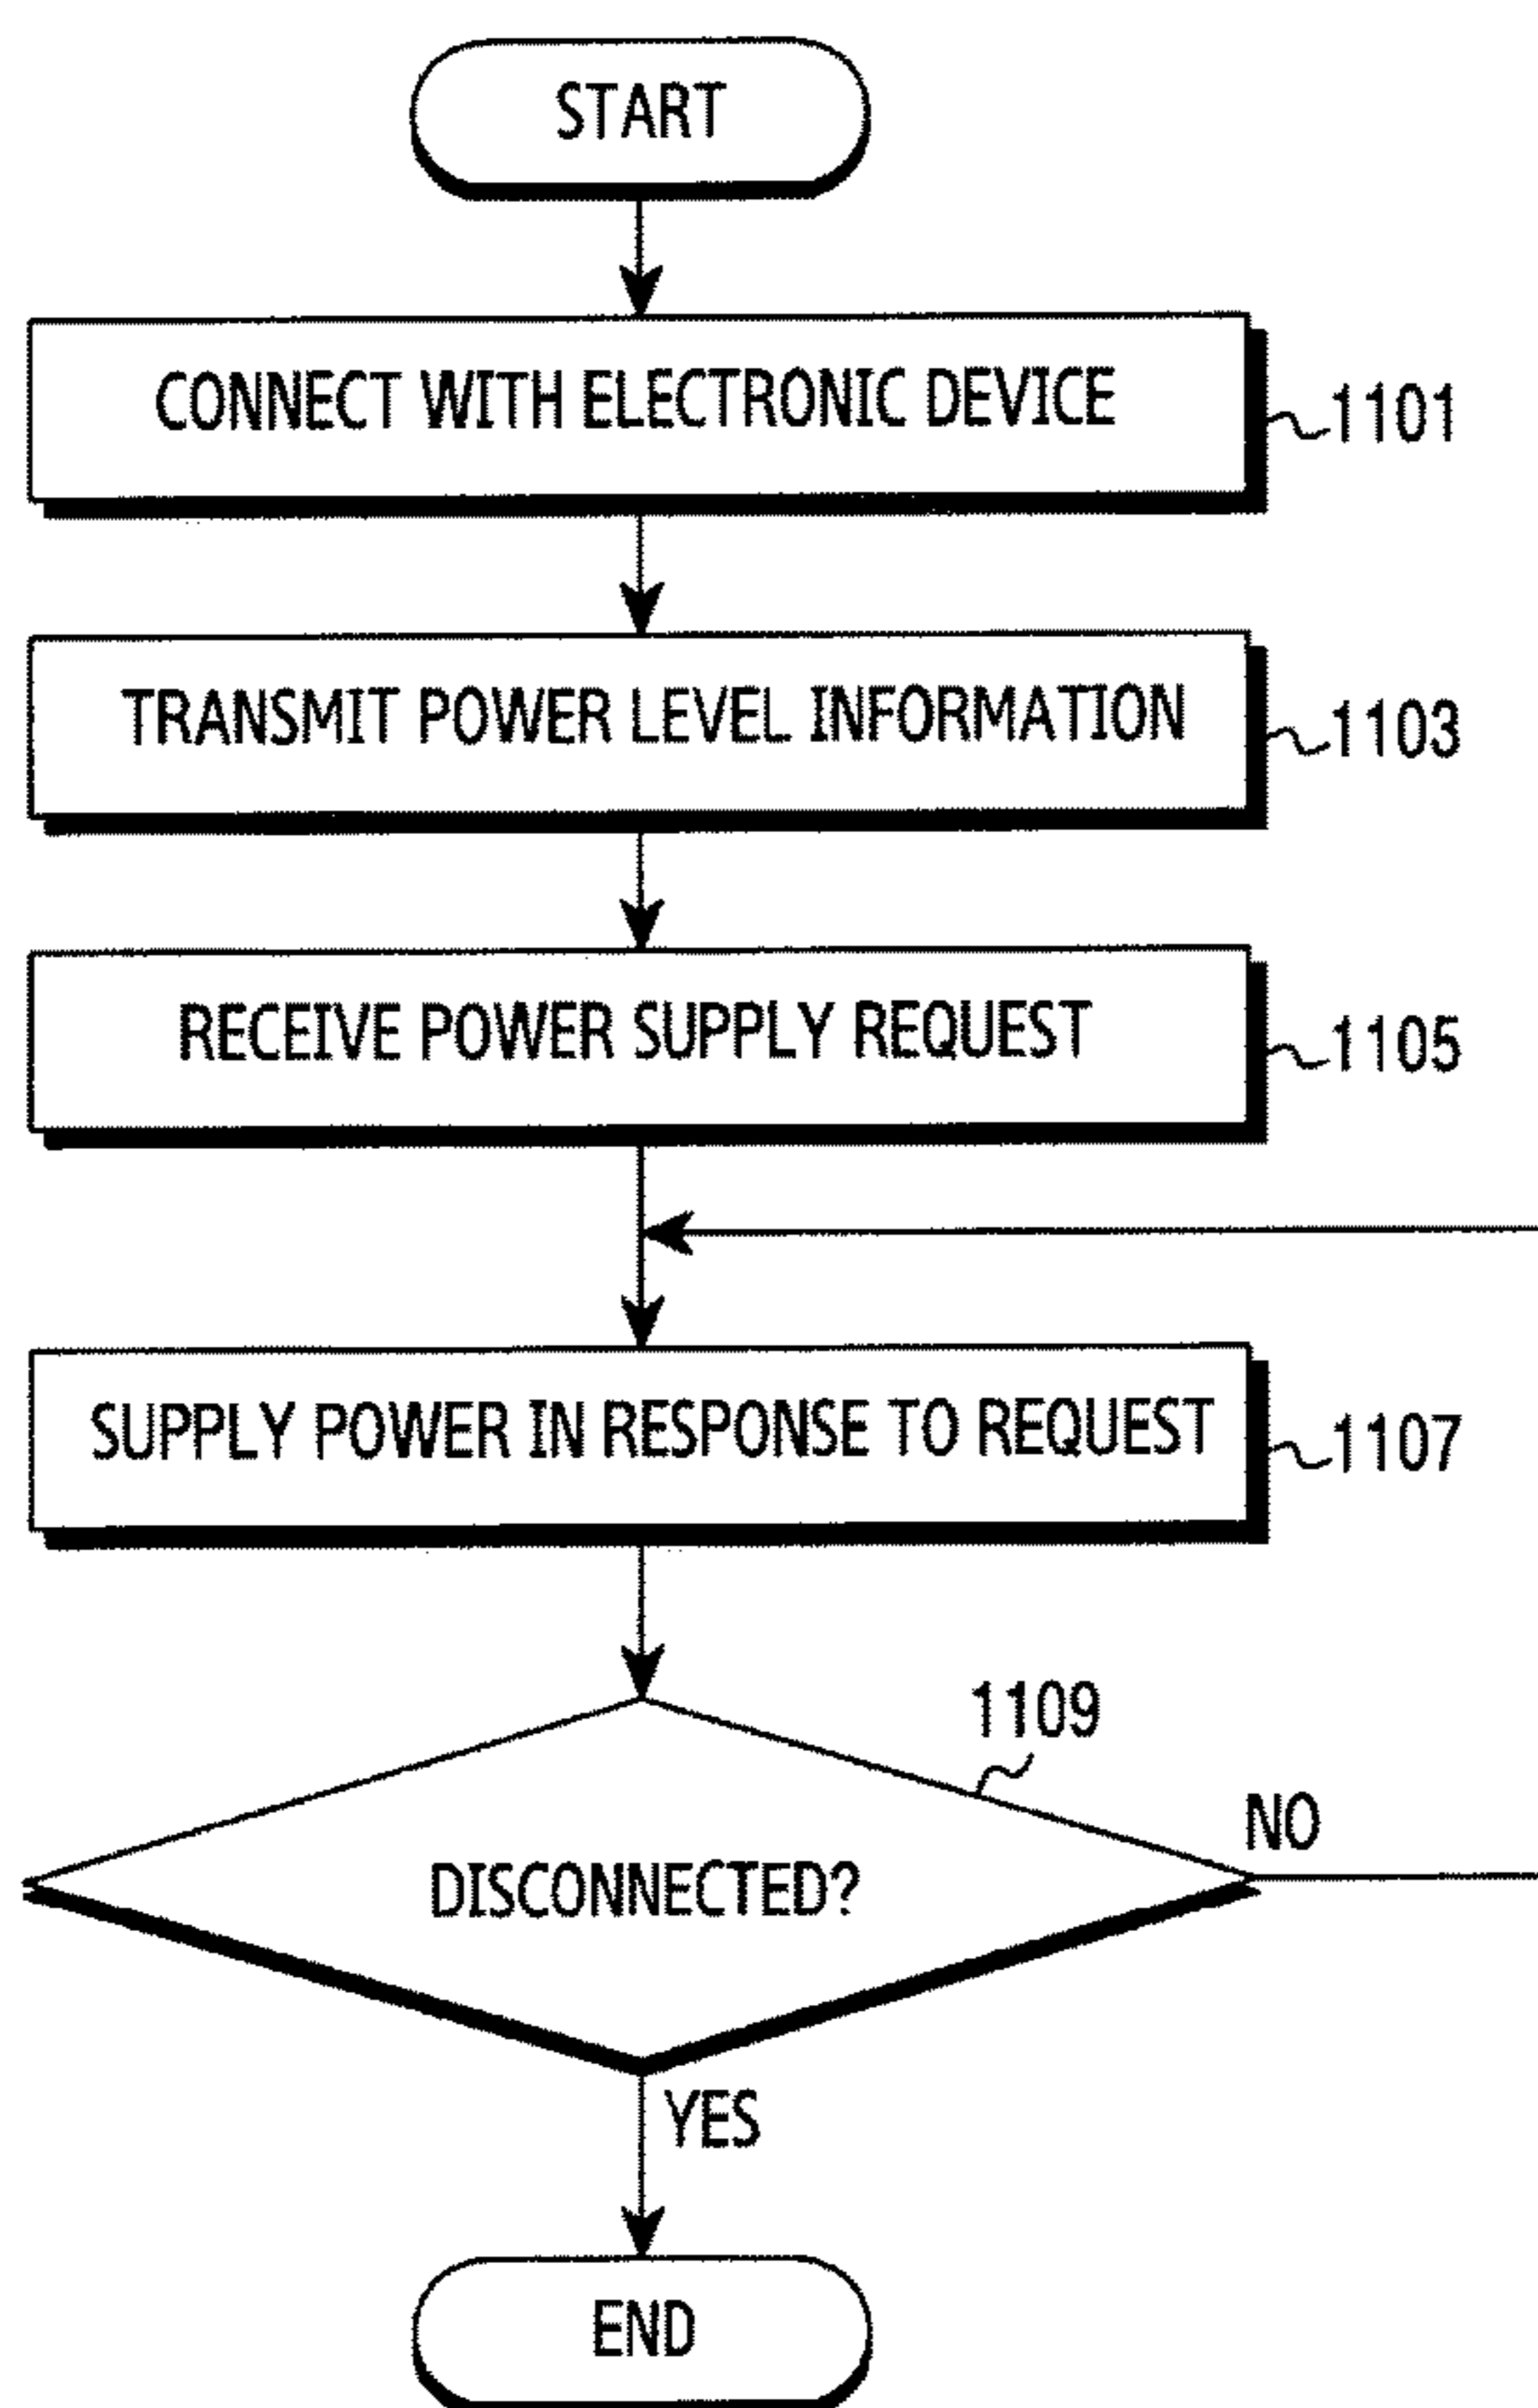 START
CONNECT WITH ELECTRONIC DEVICE
1101
TRANSMIT POWER LEVEL INFORMATION
1103
RECEIVE POWER SUPPLY REQUEST
1105
SUPPLY POWER IN RESPONSE TO REQUEST
1107
1109
NO
DISCONNECTED?
YES
END